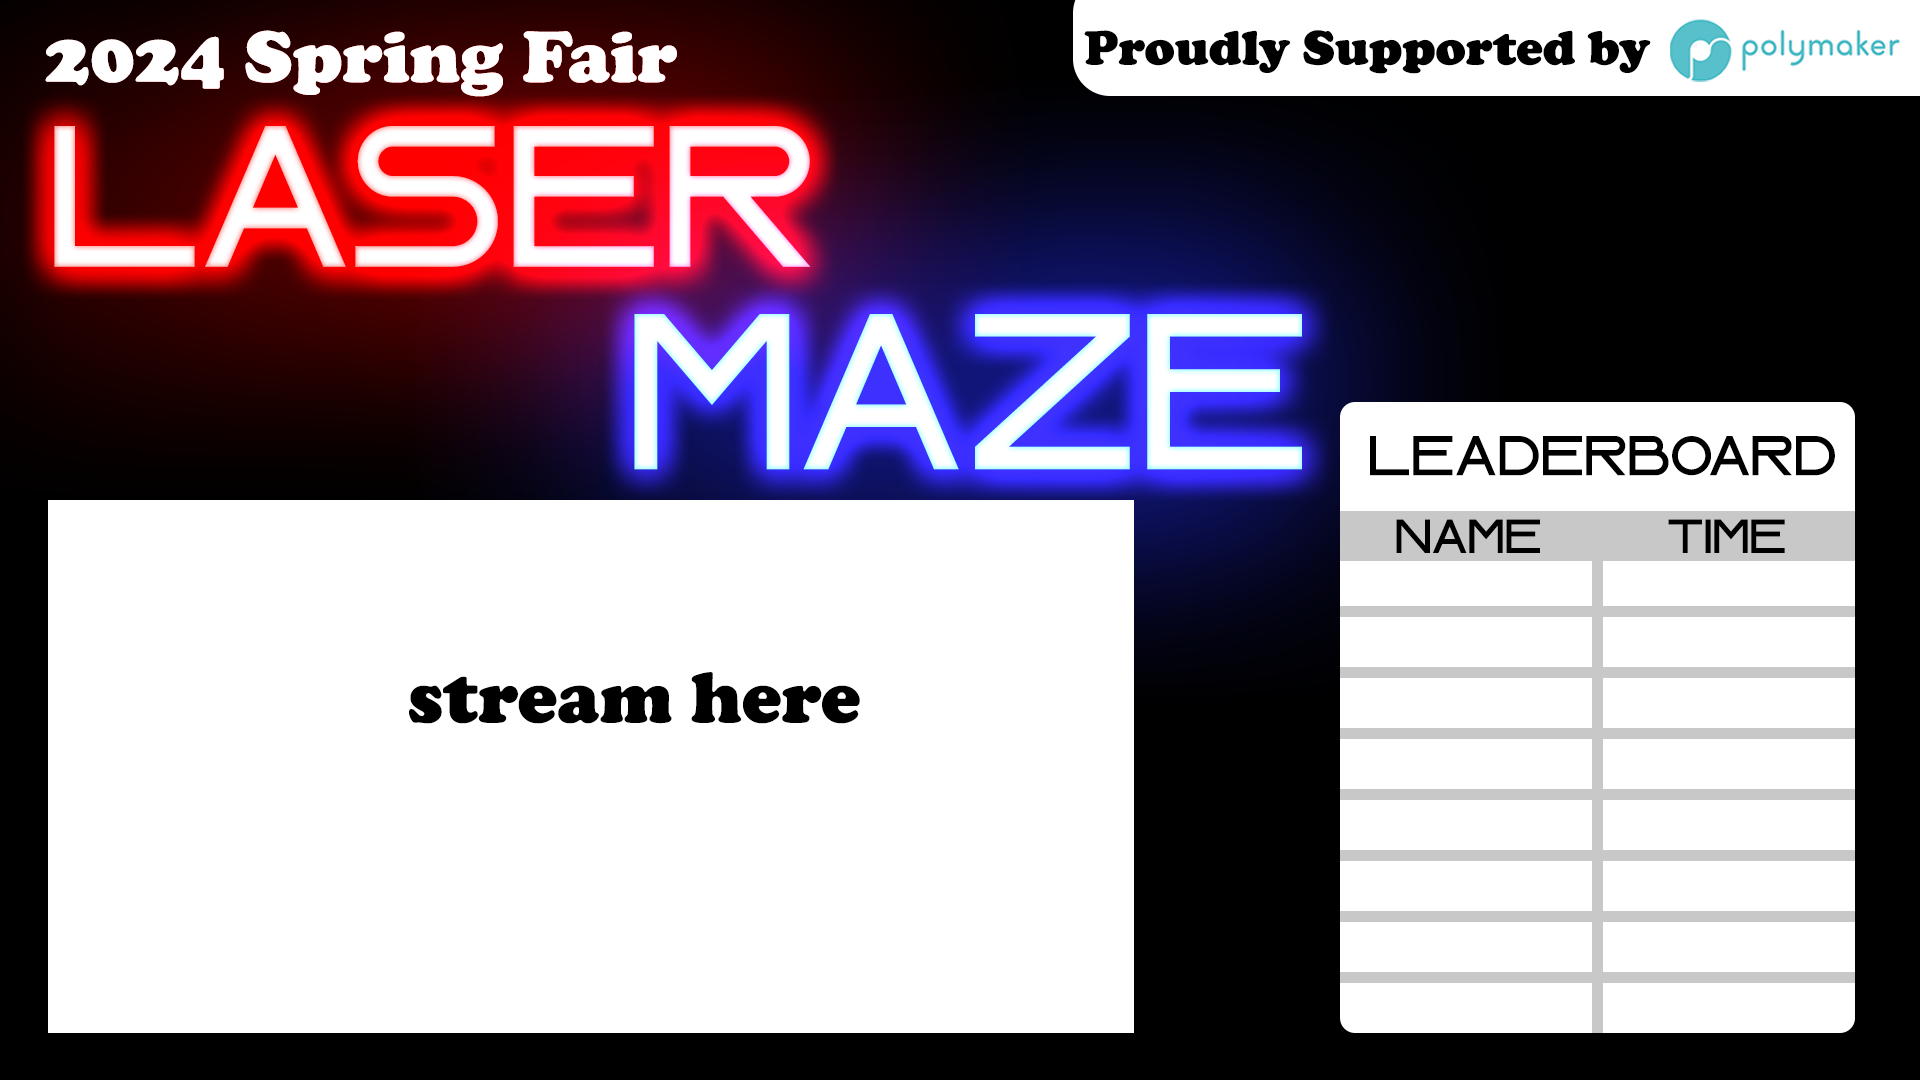 2024 Spring Fair
Proudly Supported by polymaker
LASER
MAZE
stream here
LEADERBOARD
NAME TIME